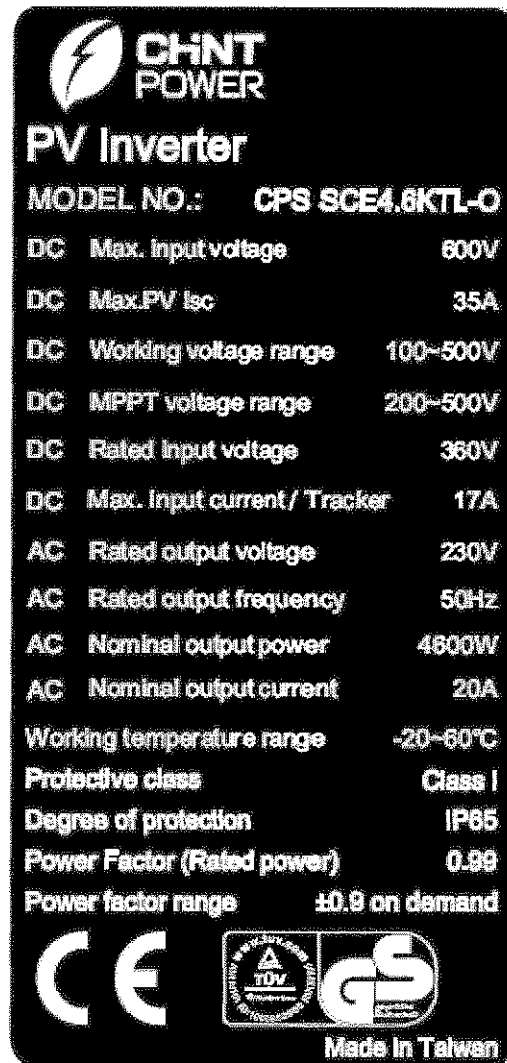 CHiNT
POWER
PV Inverter
MODEL NO.: CPS SCE4.6KTL-O
DC Max. Input voltage 600V
DC Max.PV Isc 35A
DC Working voltage range 100~500V
DC MPPT voltage range 200~500V
DC Rated Input voltage 360V
DC Max. Input current / Tracker 17A
AC Rated output voltage 230V
AC Rated output frequency 50Hz
AC Nominal output power 4600W
AC Nominal output current 20A
Working temperature range -20~60℃
Protective class Class I
Degree of protection IP65
Power Factor (Rated power) 0.99
Power factor range ±0.9 on demand
CE
TÜV
GS
Made in Taiwan